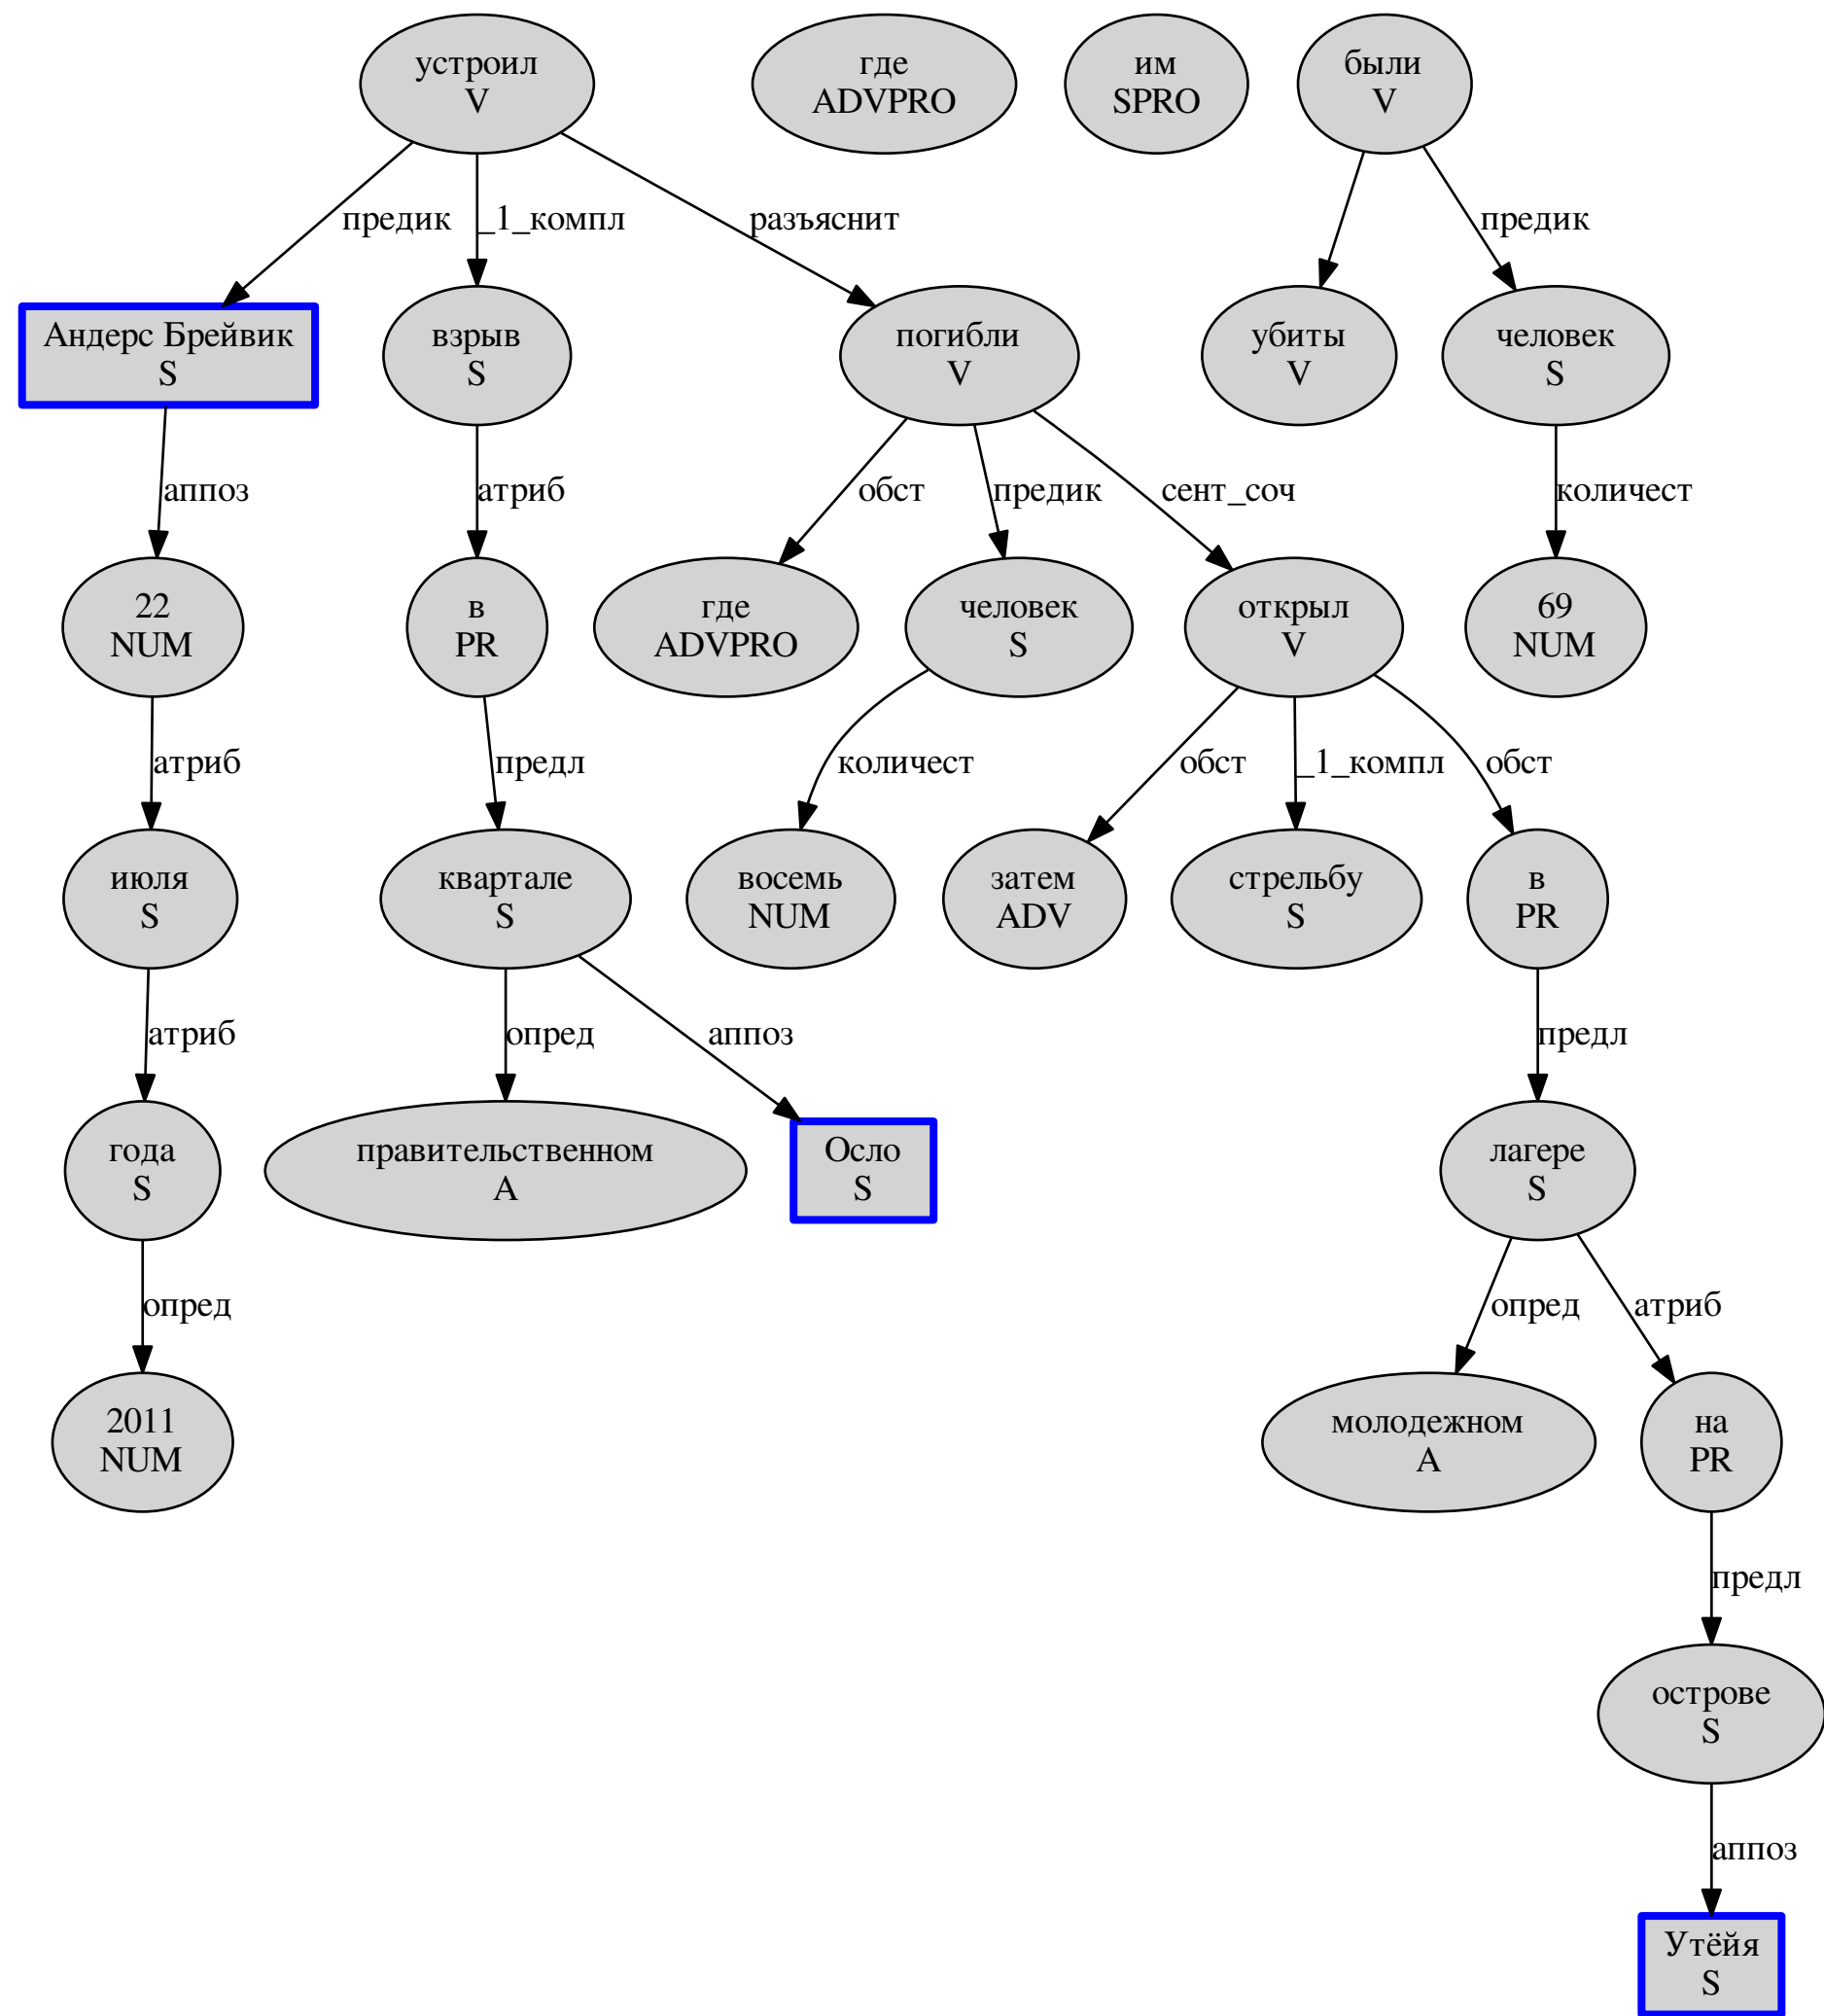 устроил
V
где
ADVPRO
им
SPRO
были
V
предик
_1_компл
разъяснит
предик
Андерс Брейвик
S
взрыв
S
погибли
V
убиты
V
человек
S
аппоз
атриб
обст
предик
сент_соч
количест
22
NUM
в
PR
где
ADVPRO
человек
S
открыл
V
69
NUM
атриб
предл
количест
обст
_1_компл
обст
июля
S
квартале
S
восемь
NUM
затем
ADV
стрельбу
S
в
PR
атриб
опред
аппоз
предл
года
S
правительственном
A
Осло
S
лагере
S
опред
опред
атриб
2011
NUM
молодежном
A
на
PR
предл
острове
S
аппоз
Утёйя
S